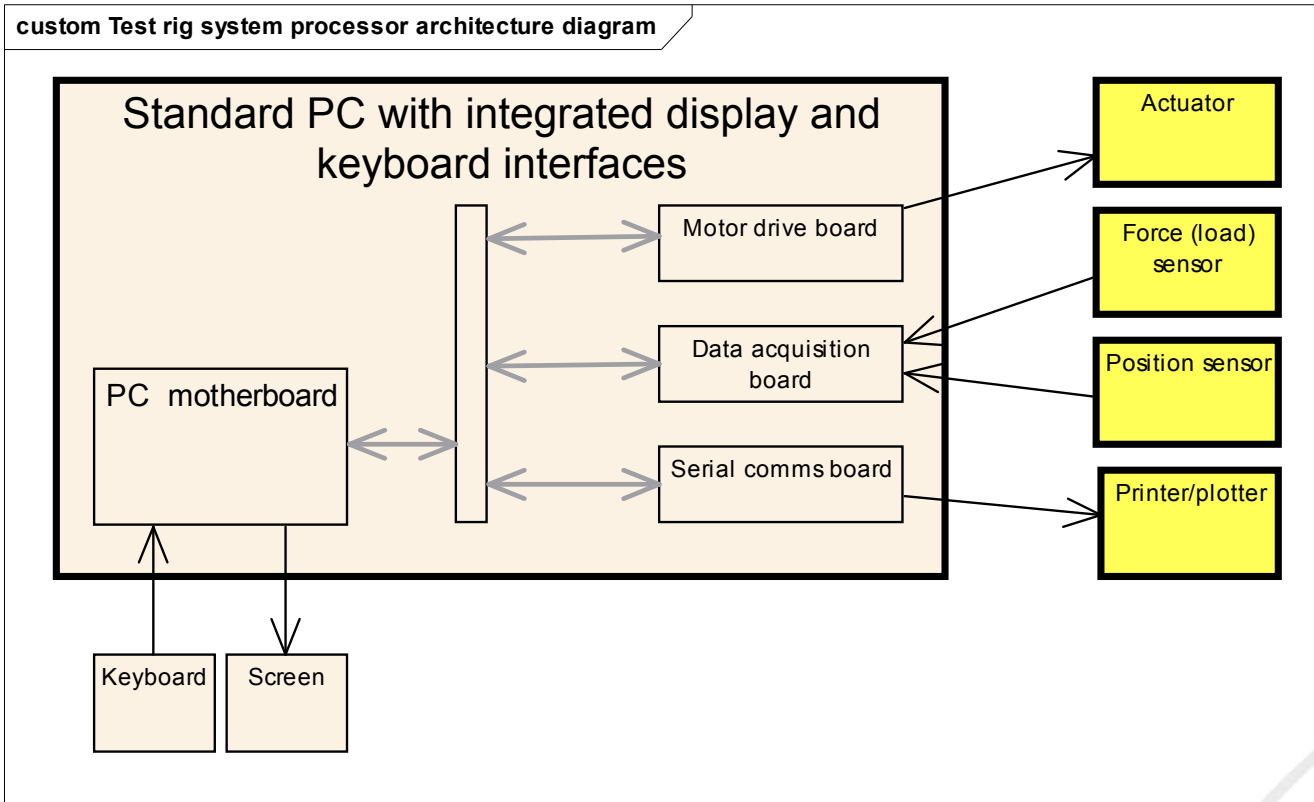 custom Test rig system processor architecture diagram
Standard PC with integrated display and
keyboard interfaces
Actuator
Motor drive board
Force (load)
sensor
Data acquisition
board
Position sensor
PC motherboard
Serial comms board
Printer/plotter
Keyboard
Screen